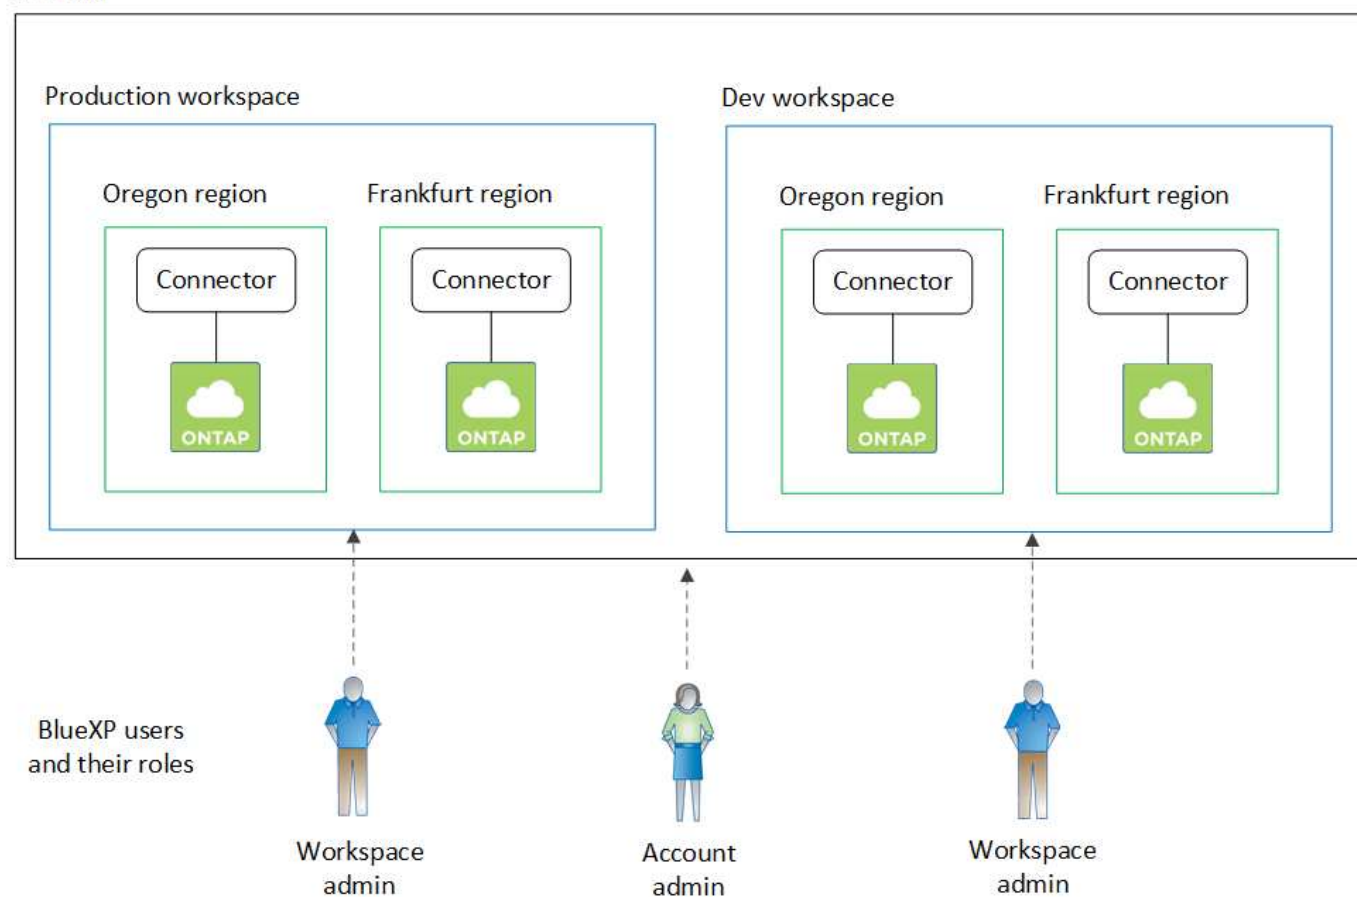 Production workspace
Dev workspace
Oregon region
Frankfurt region
Oregon region
Frankfurt region
Connector
Connector
Connector
Connector
ONTAP
ONTAP
ONTAP
ONTAP
BlueXP users
and their roles
Workspace
admin
Account
admin
Workspace
admin